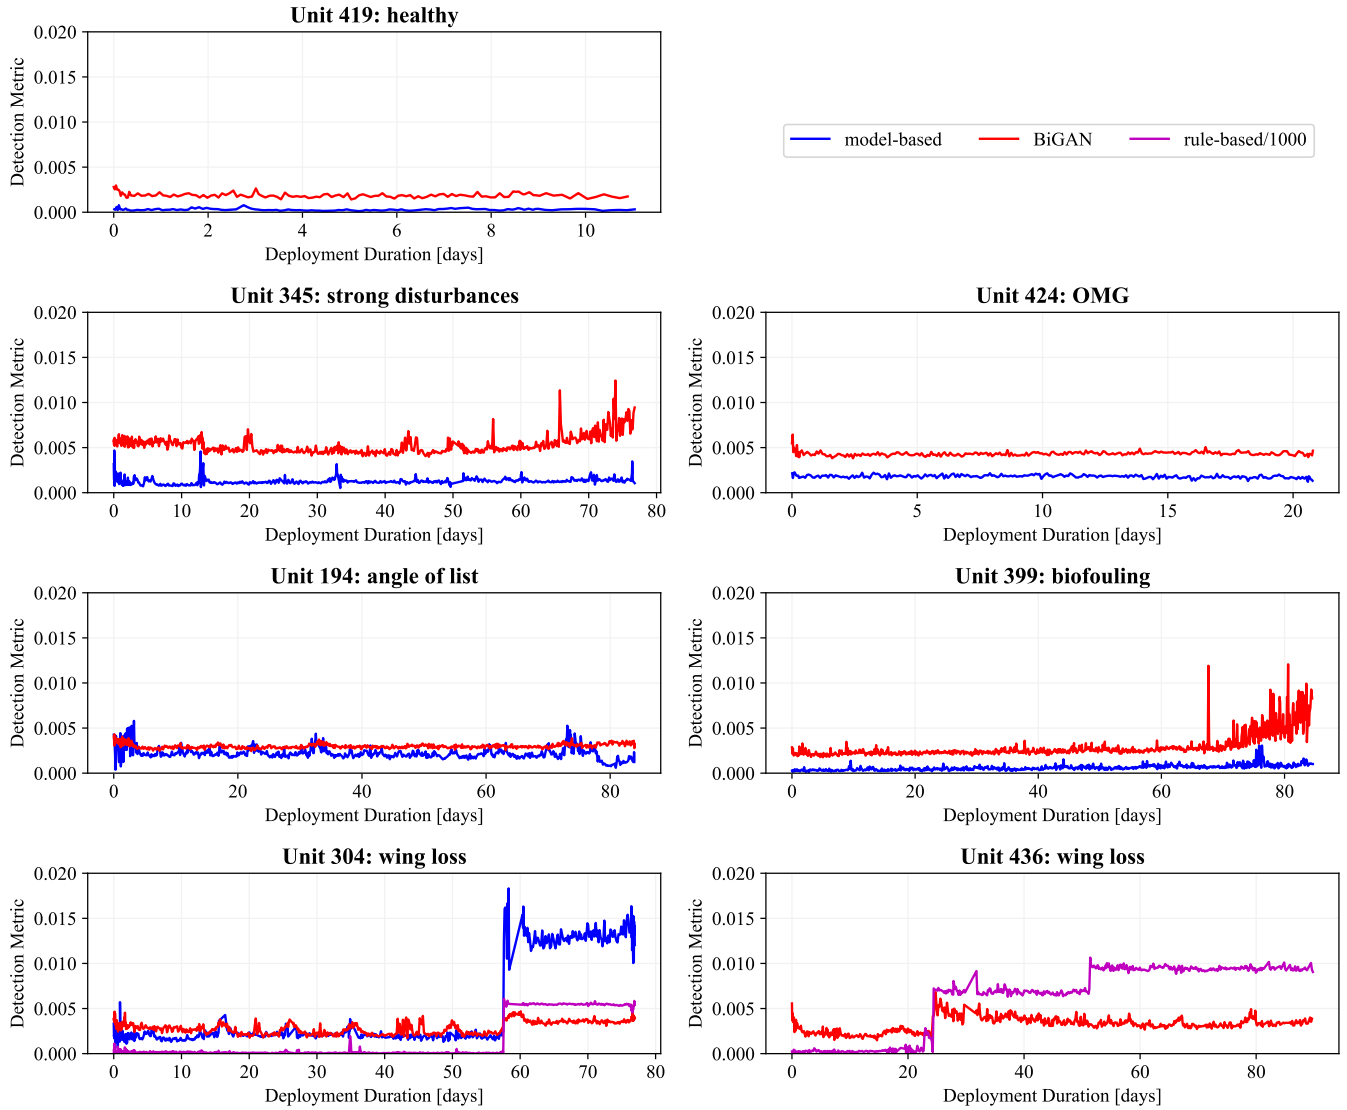 Unit 419: healthy
0.020
0.015
0.010
0.005
0.000
Detection Metric
0 2 4 6 8 10
Deployment Duration [days]
model-based BiGAN rule-based/1000
Unit 345: strong disturbances
0.020
0.015
0.010
0.005
0.000
Detection Metric
0 10 20 30 40 50 60 70 80
Deployment Duration [days]
Unit 424: OMG
0.020
0.015
0.010
0.005
0.000
Detection Metric
0 5 10 15 20
Deployment Duration [days]
Unit 194: angle of list
0.020
0.015
0.010
0.005
0.000
Detection Metric
0 20 40 60 80
Deployment Duration [days]
Unit 399: biofouling
0.020
0.015
0.010
0.005
0.000
Detection Metric
0 20 40 60 80
Deployment Duration [days]
Unit 304: wing loss
0.020
0.015
0.010
0.005
0.000
Detection Metric
0 10 20 30 40 50 60 70 80
Deployment Duration [days]
Unit 436: wing loss
0.020
0.015
0.010
0.005
0.000
Detection Metric
0 20 40 60 80
Deployment Duration [days]